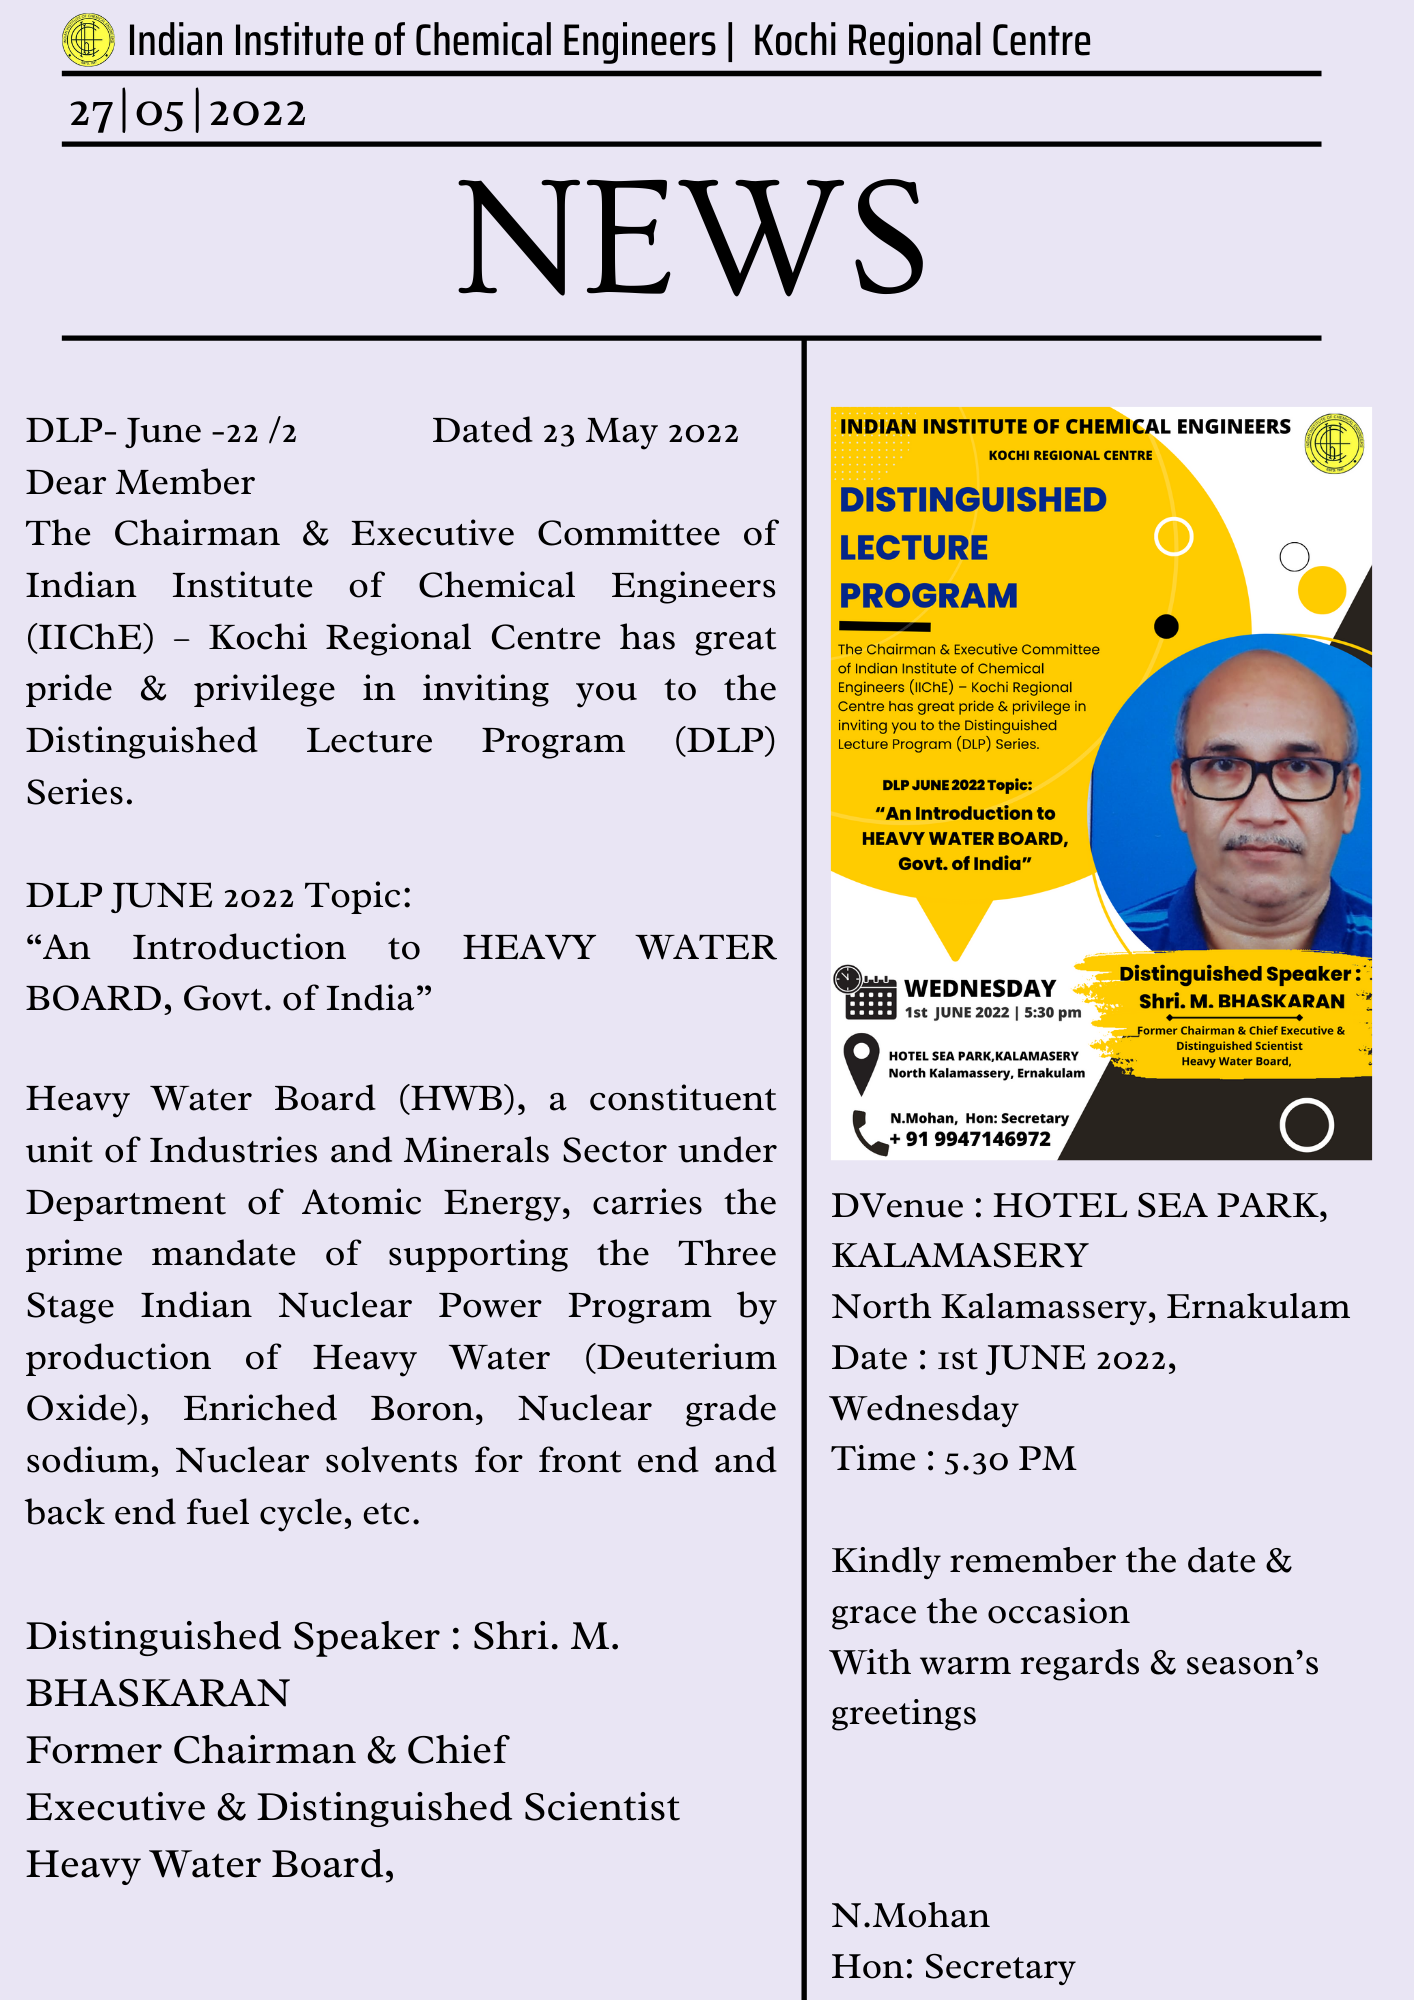 Indian Institute of Chemical Engineers | Kochi Regional Centre
27|05|2022
NEWS
DLP- June -22 /2 Dated 23 May 2022
Dear Member
The Chairman & Executive Committee of
Indian Institute of Chemical Engineers
(IIChE) – Kochi Regional Centre has great
pride & privilege in inviting you to the
Distinguished Lecture Program (DLP)
Series.
DLP JUNE 2022 Topic:
“An Introduction to HEAVY WATER
BOARD, Govt. of India”
Heavy Water Board (HWB), a constituent
unit of Industries and Minerals Sector under
Department of Atomic Energy, carries the
prime mandate of supporting the Three
Stage Indian Nuclear Power Program by
production of Heavy Water (Deuterium
Oxide), Enriched Boron, Nuclear grade
sodium, Nuclear solvents for front end and
back end fuel cycle, etc.
Distinguished Speaker : Shri. M.
BHASKARAN
Former Chairman & Chief
Executive & Distinguished Scientist
Heavy Water Board,
INDIAN INSTITUTE OF CHEMICAL ENGINEERS
KOCHI REGIONAL CENTRE
DISTINGUISHED
LECTURE
PROGRAM
The Chairman & Executive Committee
of Indian Institute of Chemical
Engineers (IIChE) – Kochi Regional
Centre has great pride & privilege in
inviting you to the Distinguished
Lecture Program (DLP) Series.
DLP JUNE 2022 Topic:
“An Introduction to
HEAVY WATER BOARD,
Govt. of India”
WEDNESDAY
1st JUNE 2022 | 5:30 pm
HOTEL SEA PARK,KALAMASERY
North Kalamassery, Ernakulam
N.Mohan, Hon: Secretary
+ 91 9947146972
Distinguished Speaker :
Shri. M. BHASKARAN
Former Chairman & Chief Executive &
Distinguished Scientist
Heavy Water Board,
DVenue : HOTEL SEA PARK,
KALAMASERY
North Kalamassery, Ernakulam
Date : 1st JUNE 2022,
Wednesday
Time : 5.30 PM
Kindly remember the date &
grace the occasion
With warm regards & season’s
greetings
N.Mohan
Hon: Secretary